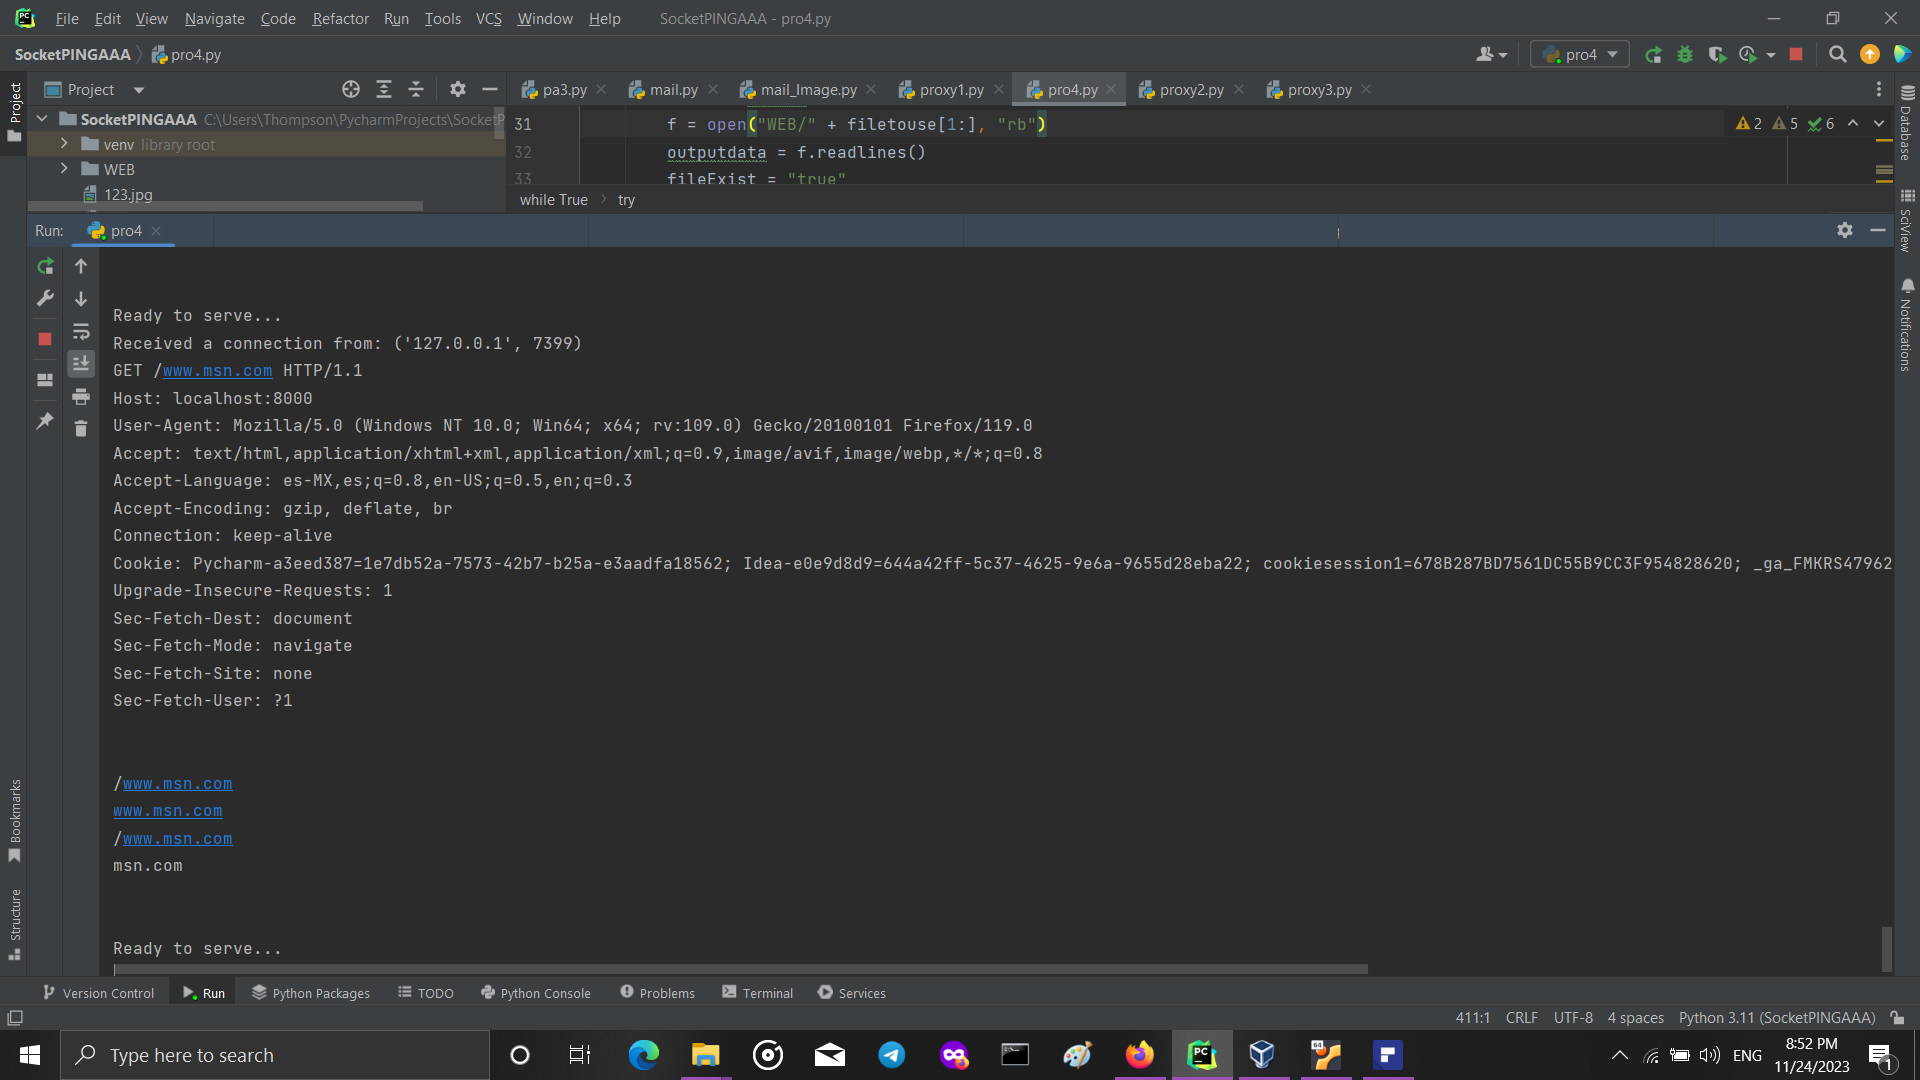 File Edit View Navigate Code Refactor Run Tools VCS Window Help SocketPINGAAA - pro4.py
SocketPINGAAA pro4.py
pro4
Project
pa3.py mail.py mail_Image.py proxy1.py pro4.py proxy2.py proxy3.py
SocketPINGAAA C:\Users\Thompson\PycharmProjects\SocketP
venv library root
WEB
123.jpg
31 f = open("WEB/" + filetouse[1:], "rb")
32 outputdata = f.readlines()
33 fileExist = "true"
2 5 6
while True try
Run: pro4
Ready to serve...
Received a connection from: ('127.0.0.1', 7399)
GET /www.msn.com HTTP/1.1
Host: localhost:8000
User-Agent: Mozilla/5.0 (Windows NT 10.0; Win64; x64; rv:109.0) Gecko/20100101 Firefox/119.0
Accept: text/html,application/xhtml+xml,application/xml;q=0.9,image/avif,image/webp,*/*;q=0.8
Accept-Language: es-MX,es;q=0.8,en-US;q=0.5,en;q=0.3
Accept-Encoding: gzip, deflate, br
Connection: keep-alive
Cookie: Pycharm-a3eed387=1e7db52a-7573-42b7-b25a-e3aadfa18562; Idea-e0e9d8d9=644a42ff-5c37-4625-9e6a-9655d28eba22; cookiesession1=678B287BD7561DC55B9CC3F954828620; _ga_FMKRS47962
Upgrade-Insecure-Requests: 1
Sec-Fetch-Dest: document
Sec-Fetch-Mode: navigate
Sec-Fetch-Site: none
Sec-Fetch-User: ?1
/www.msn.com
www.msn.com
/www.msn.com
msn.com
Ready to serve...
Project
Bookmarks
Structure
Database
SciView
Notifications
Version Control Run Python Packages TODO Python Console Problems Terminal Services
411:1 CRLF UTF-8 4 spaces Python 3.11 (SocketPINGAAA)
Type here to search
ENG
8:52 PM
11/24/2023
1